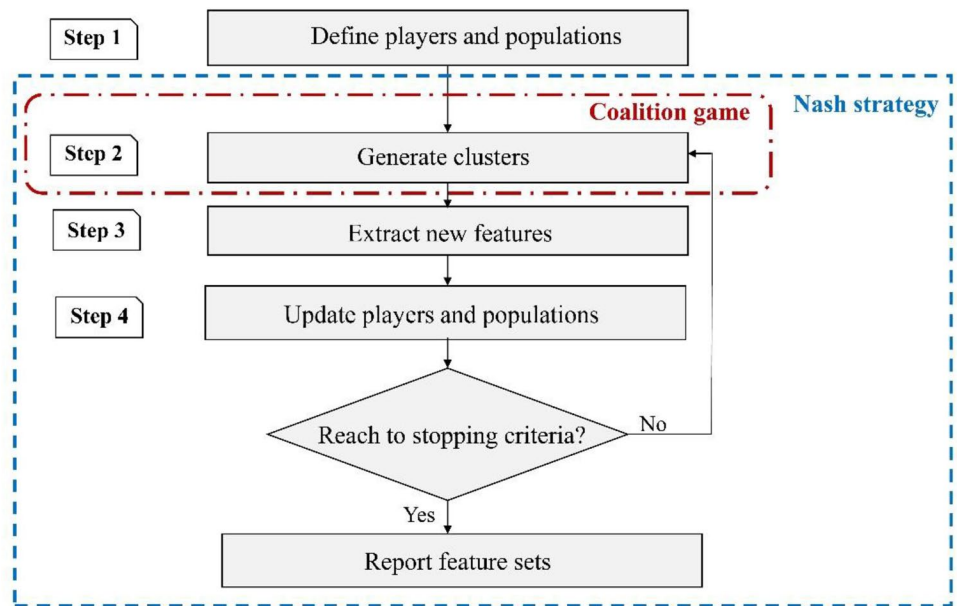 Step 1
Define players and populations
Nash strategy
Coalition game
Step 2
Generate clusters
Step 3
Extract new features
Step 4
Update players and populations
Reach to stopping criteria?
No
Yes
Report feature sets